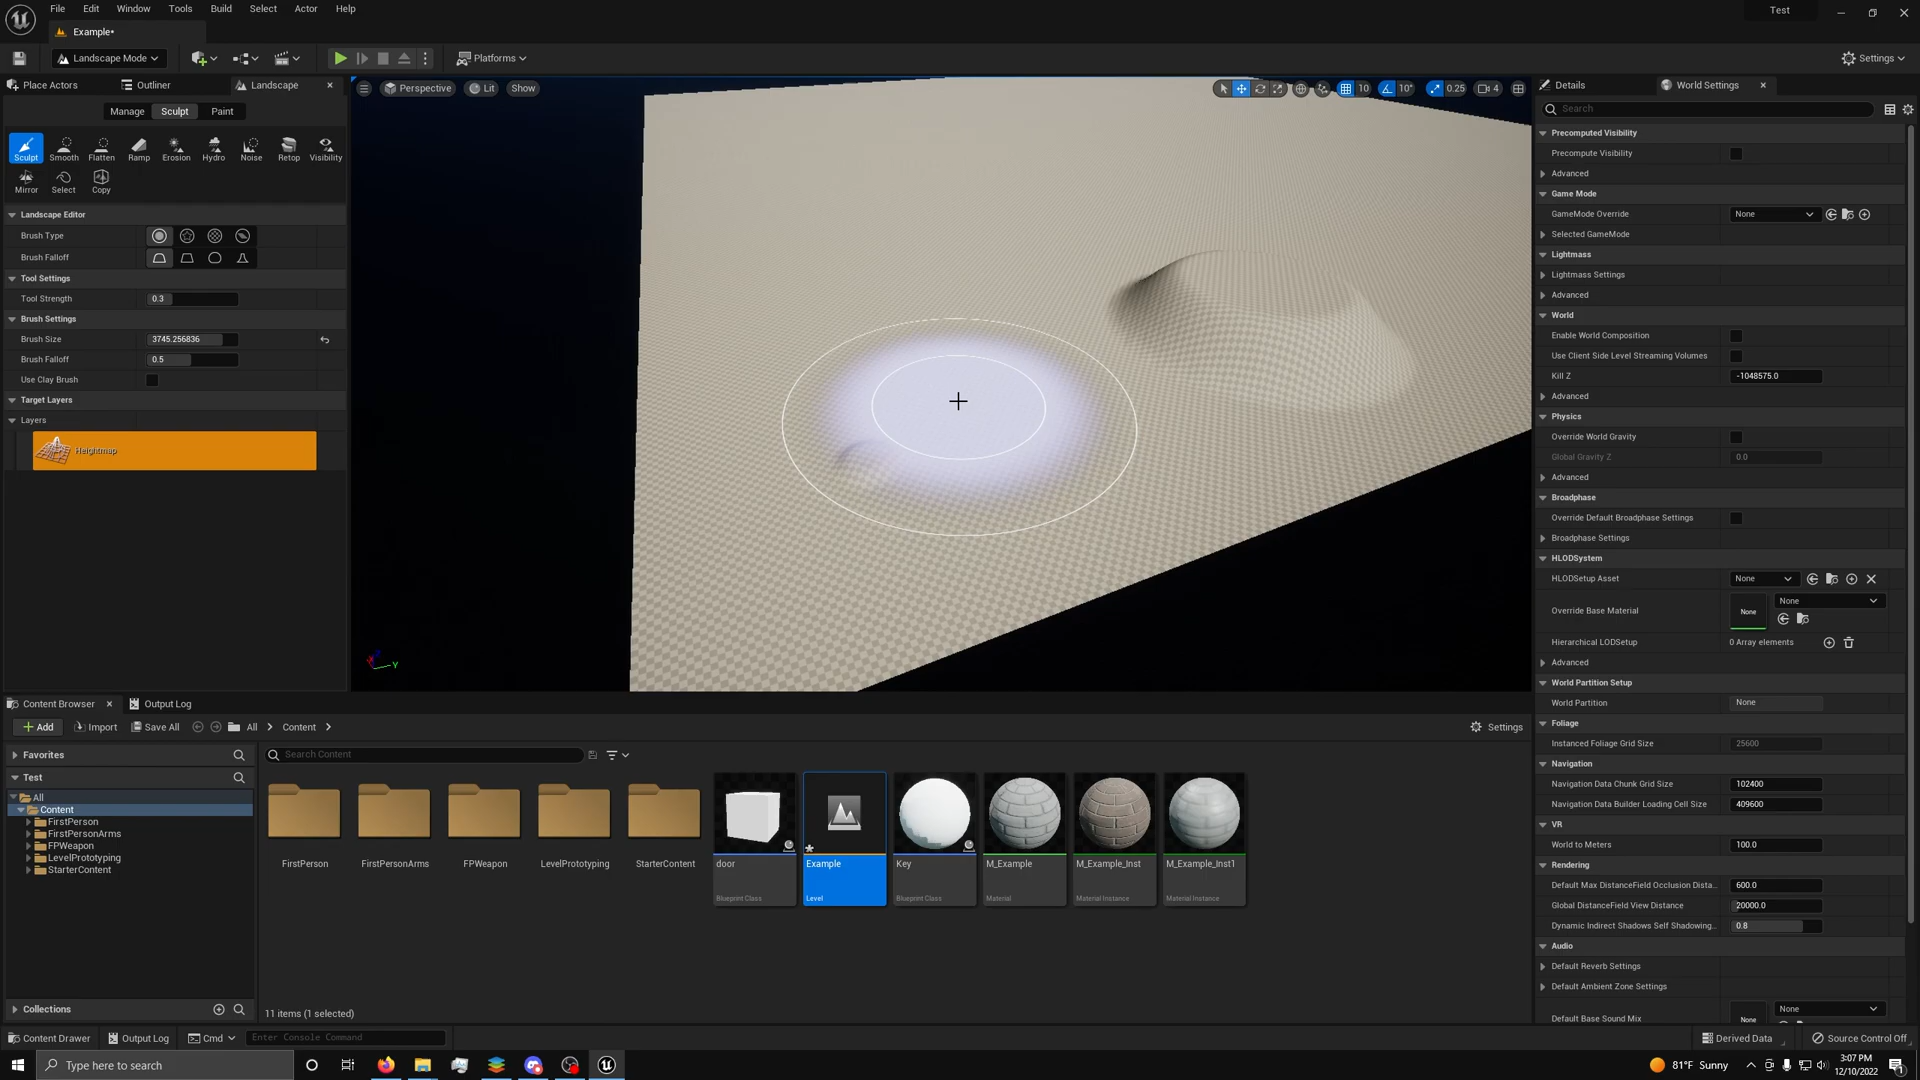 File Edit Window Tools Build Select Actor Help
Test
Example•
Landscape Mode
Platforms
Settings
Place Actors Outliner Landscape
Manage Sculpt Paint
Sculpt Smooth Flatten Ramp Erosion Hydro Noise Retop Visibility
Mirror Select Copy
Landscape Editor
Brush Type
Brush Falloff
Tool Settings
Tool Strength 0.3
Brush Settings
Brush Size 3745.256836
Brush Falloff 0.5
Use Clay Brush
Target Layers
Layers
Heightmap
Perspective Lit Show
10 10° 0.25 4
Y
Details World Settings
Search
Precomputed Visibility
Precompute Visibility
Advanced
Game Mode
GameMode Override None
Selected GameMode
Lightmass
Lightmass Settings
Advanced
World
Enable World Composition
Use Client Side Level Streaming Volumes
Kill Z -1048575.0
Advanced
Physics
Override World Gravity
Global Gravity Z 0.0
Advanced
Broadphase
Override Default Broadphase Settings
Broadphase Settings
HLODSystem
HLODSetup Asset None
Override Base Material None None
Hierarchical LODSetup 0 Array elements
Advanced
World Partition Setup
World Partition None
Foliage
Instanced Foliage Grid Size 25600
Navigation
Navigation Data Chunk Grid Size 102400
Navigation Data Builder Loading Cell Size 409600
VR
World to Meters 100.0
Rendering
Default Max DistanceField Occlusion Dista... 600.0
Global DistanceField View Distance 20000.0
Dynamic Indirect Shadows Self Shadowing... 0.8
Audio
Default Reverb Settings
Default Ambient Zone Settings
Default Base Sound Mix None None
Content Browser Output Log
Add Import Save All All Content
Settings
Favorites
Search Content
Test
All
Content
FirstPerson
FirstPersonArms
FPWeapon
LevelPrototyping
StarterContent
FirstPerson FirstPersonArms FPWeapon LevelPrototyping StarterContent
door Example Key M_Example M_Example_Inst M_Example_Inst1
Blueprint Class Level Blueprint Class Material Material Instance Material Instance
Collections
11 items (1 selected)
Content Drawer Output Log Cmd Enter Console Command
Derived Data Source Control Off
Type here to search
81°F Sunny
3:07 PM
12/10/2022